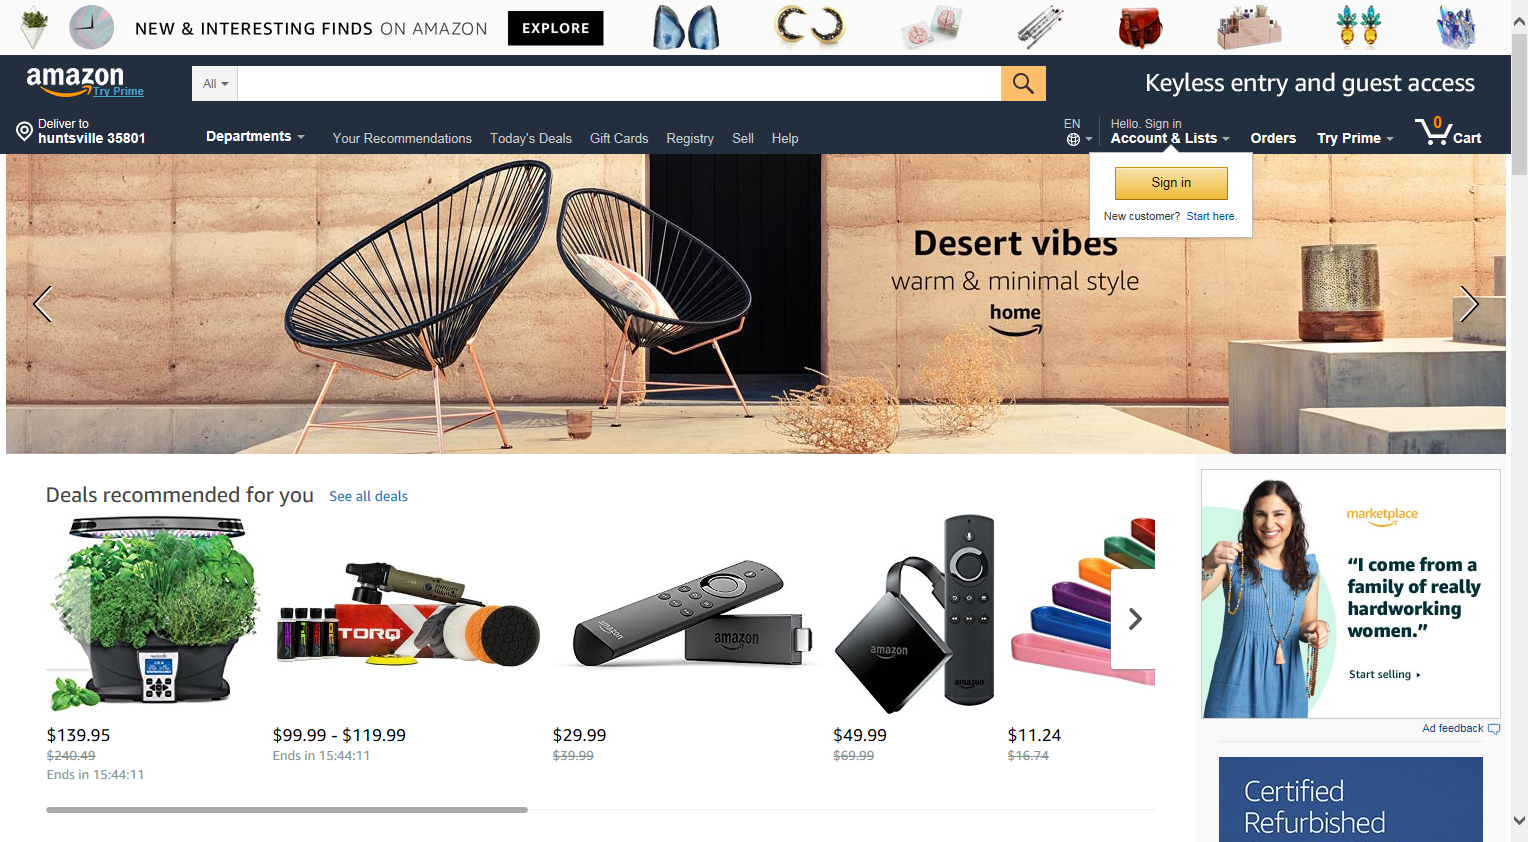 NEW & INTERESTING FINDS ON AMAZON
EXPLORE
amazon
Try Prime
All
Keyless entry and guest access
Deliver to
huntsville 35801
Departments
Your Recommendations
Today's Deals
Gift Cards
Registry
Sell
Help
EN
Hello. Sign in
Account & Lists
Orders
Try Prime
0
Cart
Sign in
New customer? Start here.
Desert vibes
warm & minimal style
home
Deals recommended for you
See all deals
TORQ
amazon
amazon
amazon
amazon
$139.95
$240.49
Ends in 15:44:11
$99.99 - $119.99
Ends in 15:44:11
$29.99
$39.99
$49.99
$69.99
$11.24
$16.74
marketplace
“I come from a
family of really
hardworking
women.”
Start selling
Ad feedback
Certified
Refurbished